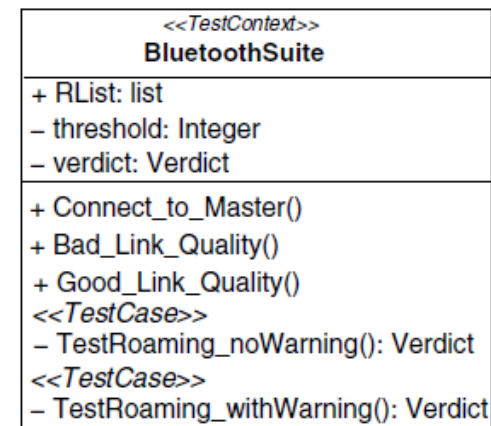 <<TestContext>>
BluetoothSuite
+ RList: list
– threshold: Integer
– verdict: Verdict
+ Connect_to_Master()
+ Bad_Link_Quality()
+ Good_Link_Quality()
<<TestCase>>
– TestRoaming_noWarning(): Verdict
<<TestCase>>
– TestRoaming_withWarning(): Verdict